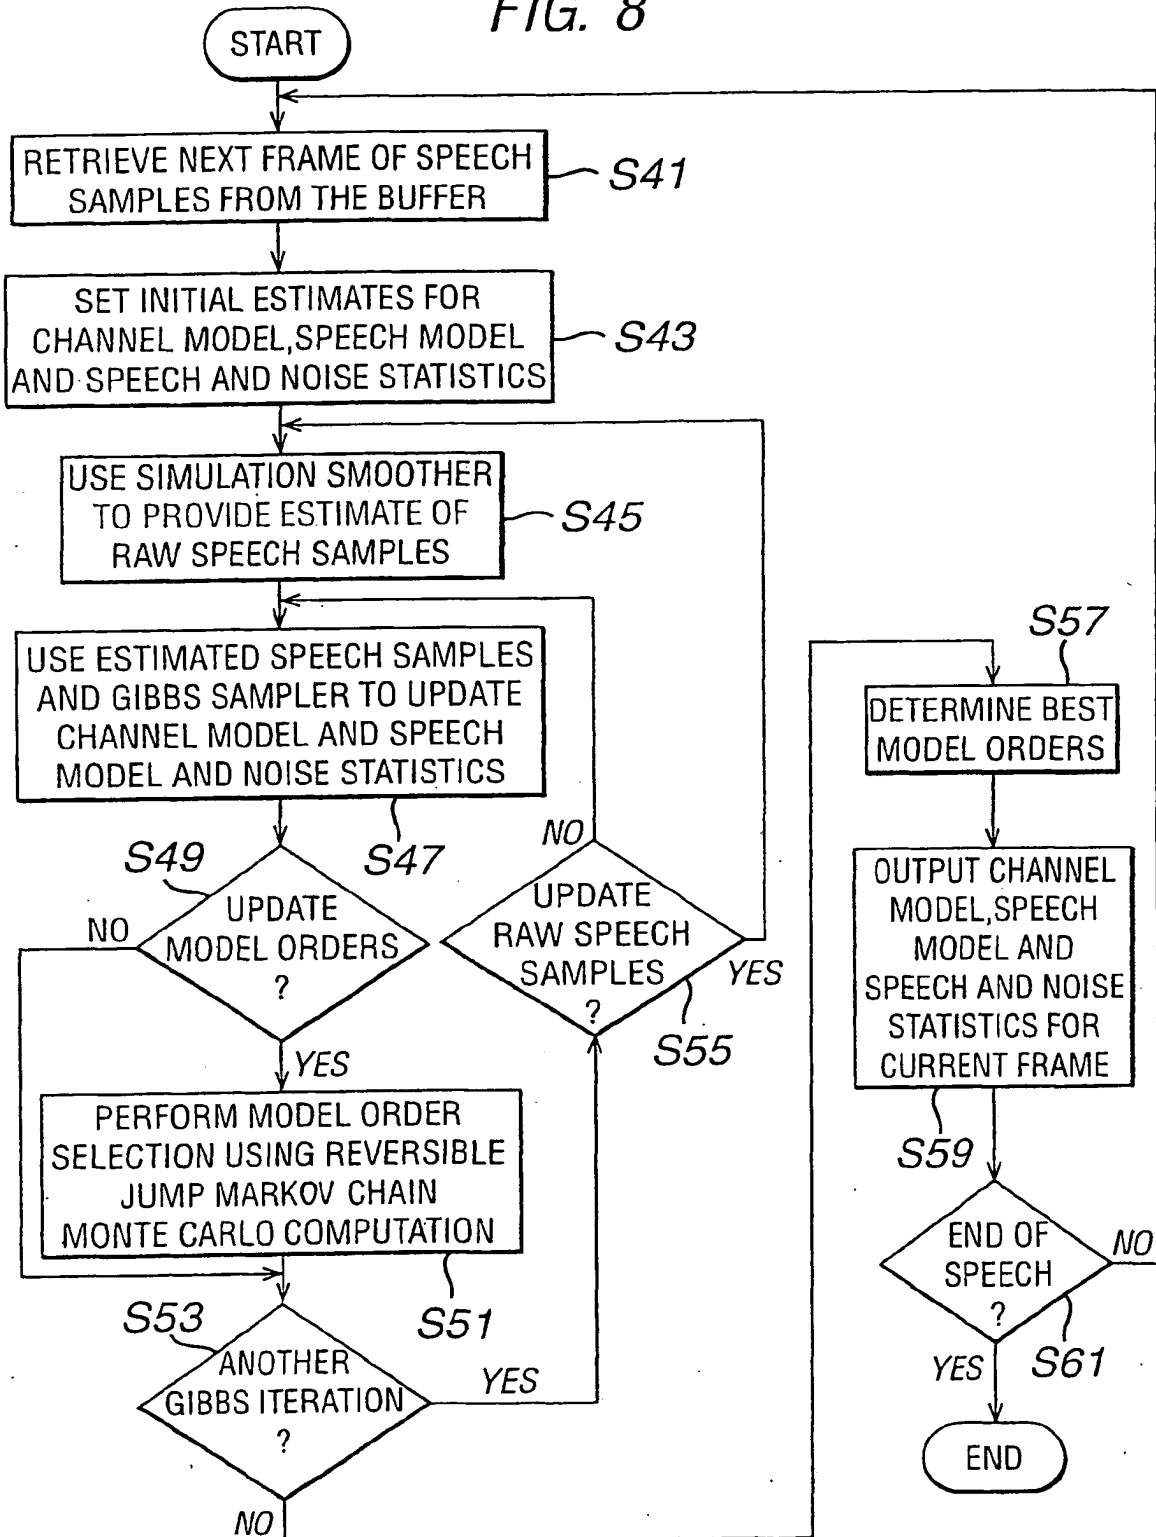 FIG. 8
START
RETRIEVE NEXT FRAME OF SPEECH
SAMPLES FROM THE BUFFER
S41
SET INITIAL ESTIMATES FOR
CHANNEL MODEL,SPEECH MODEL
AND SPEECH AND NOISE STATISTICS
S43
USE SIMULATION SMOOTHER
TO PROVIDE ESTIMATE OF
RAW SPEECH SAMPLES
S45
USE ESTIMATED SPEECH SAMPLES
AND GIBBS SAMPLER TO UPDATE
CHANNEL MODEL AND SPEECH
MODEL AND NOISE STATISTICS
S47
S49
UPDATE
MODEL ORDERS
?
NO
YES
PERFORM MODEL ORDER
SELECTION USING REVERSIBLE
JUMP MARKOV CHAIN
MONTE CARLO COMPUTATION
S51
S53
ANOTHER
GIBBS ITERATION
?
YES
NO
NO
UPDATE
RAW SPEECH
SAMPLES
?
YES
S55
S57
DETERMINE BEST
MODEL ORDERS
OUTPUT CHANNEL
MODEL,SPEECH
MODEL AND
SPEECH AND NOISE
STATISTICS FOR
CURRENT FRAME
S59
END OF
SPEECH
?
NO
S61
YES
END